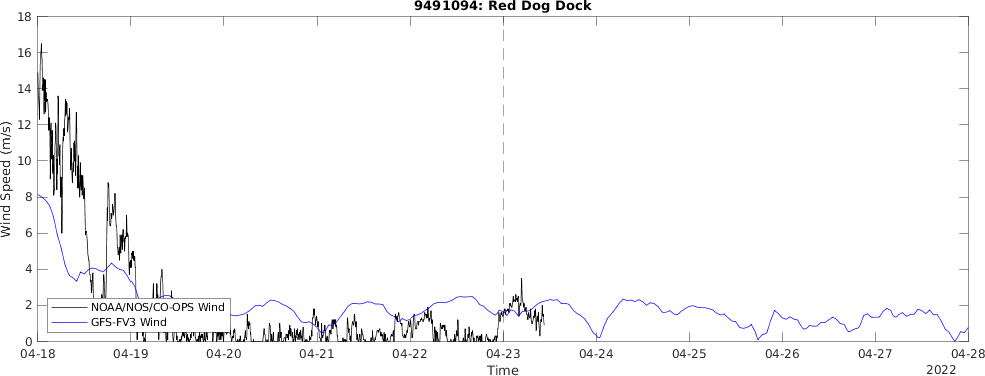 9491094: Red Dog Dock
18
16
14
12
10
8
6
4
2
0
Wind Speed (m/s)
NOAA/NOS/CO-OPS Wind
GFS-FV3 Wind
04-18 04-19 04-20 04-21 04-22 04-23 04-24 04-25 04-26 04-27 04-28
Time
2022